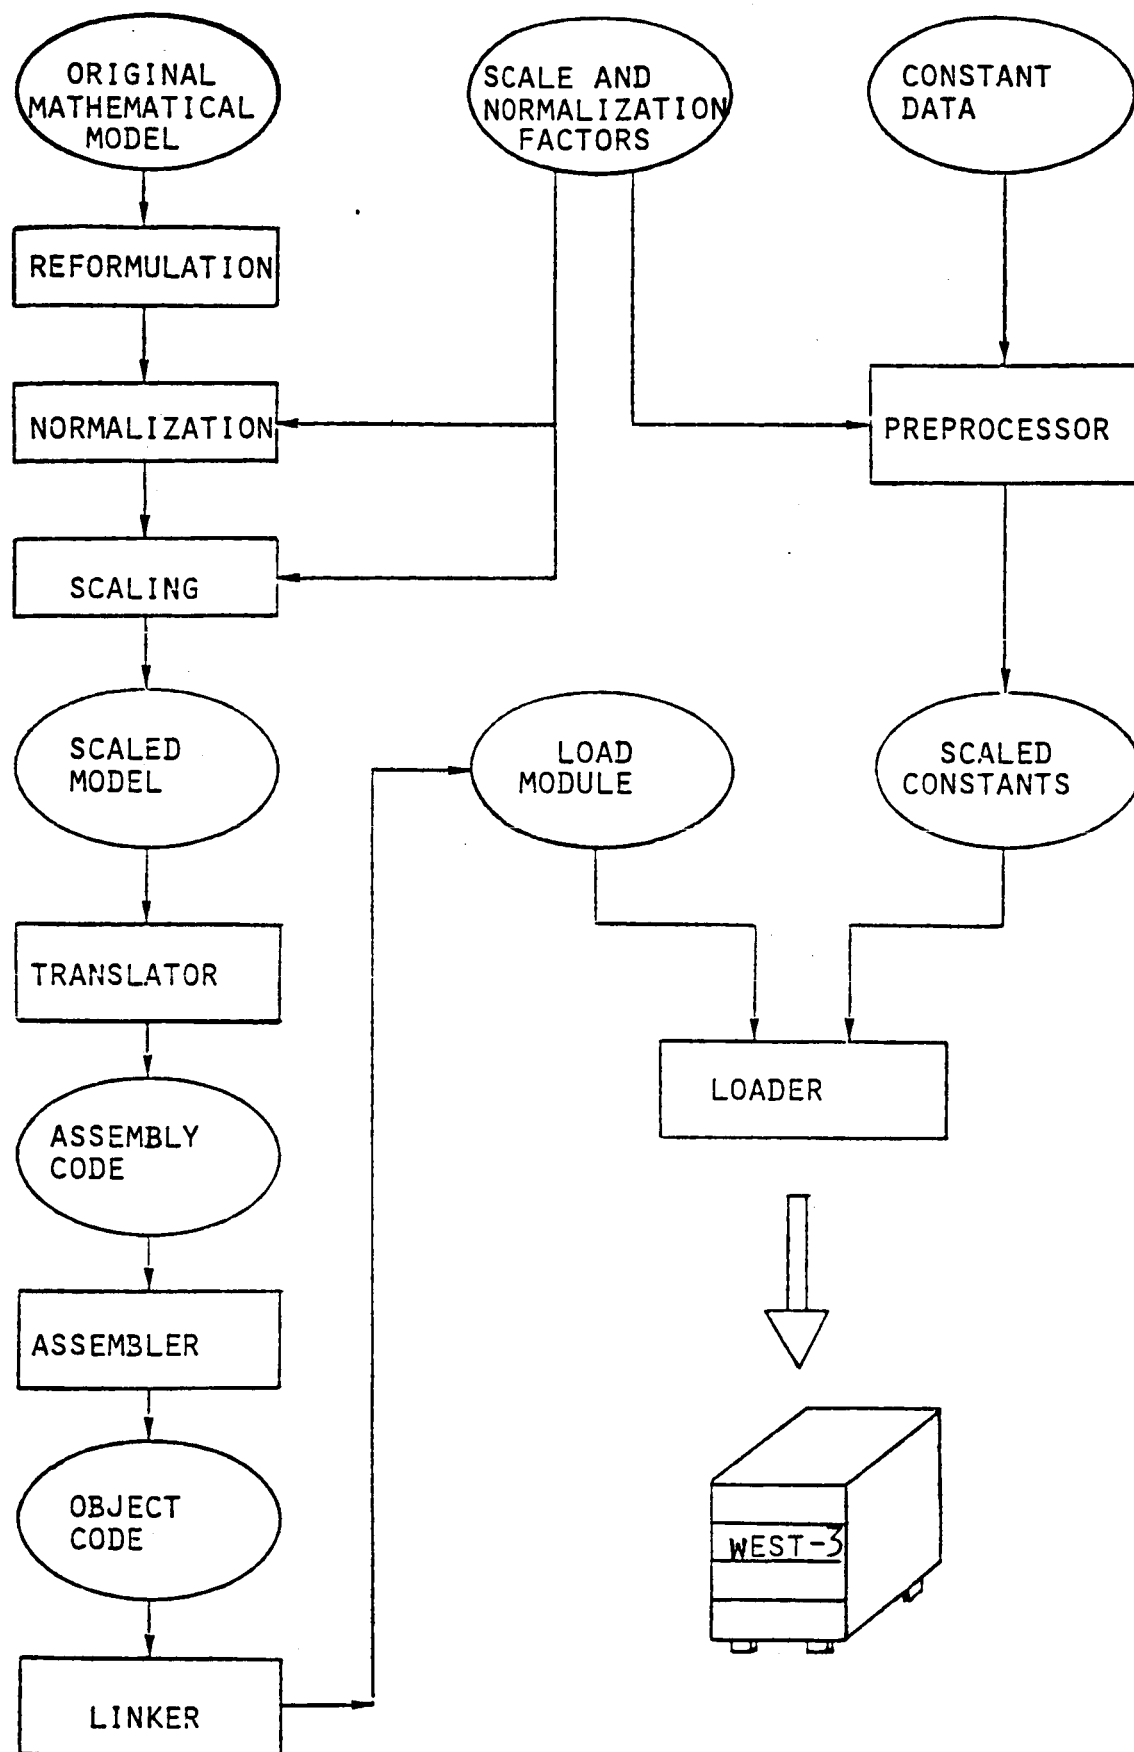 ORIGINAL
MATHEMATICAL
MODEL
SCALE AND
NORMALIZATION
FACTORS
CONSTANT
DATA
REFORMULATION
NORMALIZATION
PREPROCESSOR
SCALING
SCALED
MODEL
LOAD
MODULE
SCALED
CONSTANTS
TRANSLATOR
LOADER
ASSEMBLY
CODE
ASSEMBLER
OBJECT
CODE
WEST-3
LINKER